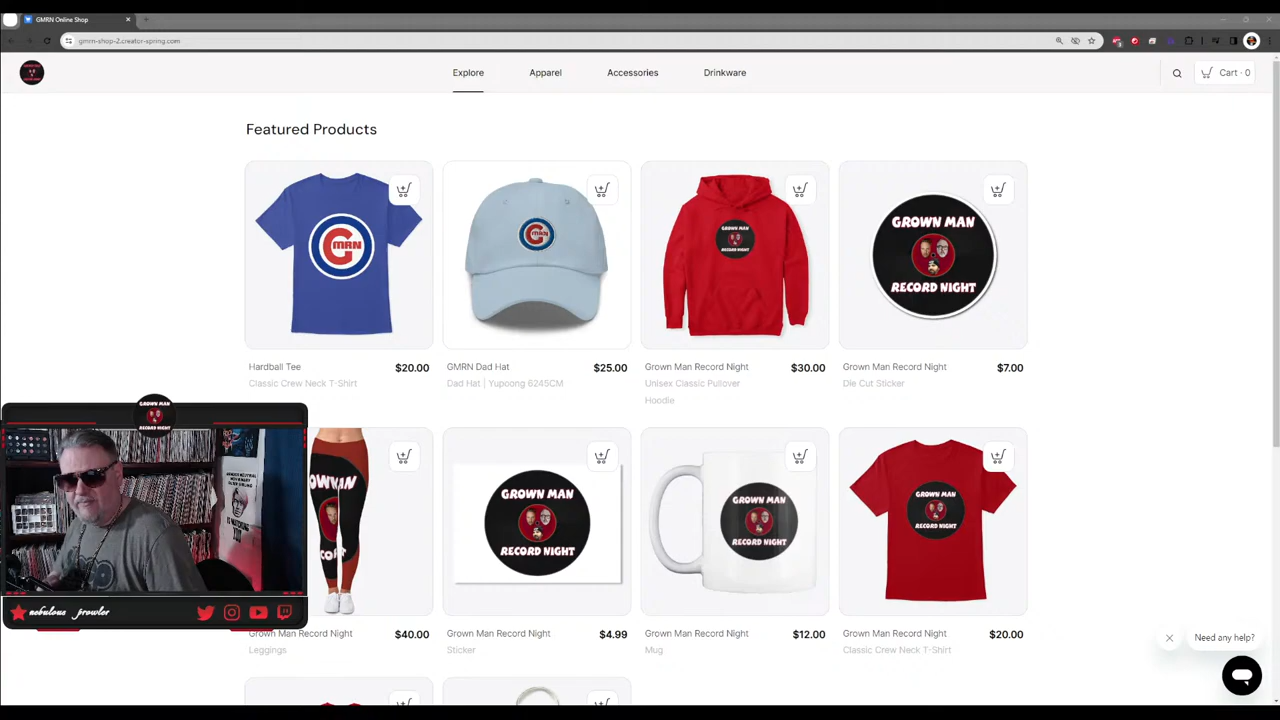 GMRN Online Shop
gmrn-shop-2.creator-spring.com
Explore
Apparel
Accessories
Drinkware
Cart · 0
Featured Products
GMRN
GMRN
GROWN MAN
RECORD NIGHT
GROWN MAN
RECORD NIGHT
Hardball Tee
$20.00
Classic Crew Neck T-Shirt
GMRN Dad Hat
$25.00
Dad Hat | Yupoong 6245CM
Grown Man Record Night
$30.00
Unisex Classic Pullover
Hoodie
Grown Man Record Night
$7.00
Die Cut Sticker
GROWN MAN
RECORD NIGHT
nebulous prowler
GROWN MAN
RECORD NIGHT
GROWN MAN
RECORD NIGHT
GROWN MAN
RECORD NIGHT
Grown Man Record Night
$40.00
Leggings
Grown Man Record Night
$4.99
Sticker
Grown Man Record Night
$12.00
Mug
Grown Man Record Night
$20.00
Classic Crew Neck T-Shirt
Need any help?